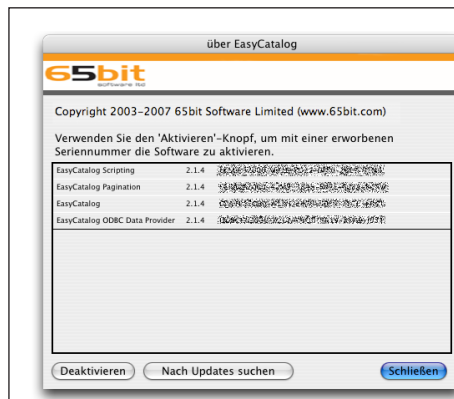 über EasyCatalog
65bit
software ltd
Copyright 2003-2007 65bit Software Limited (www.65bit.com)
Verwenden Sie den 'Aktivieren'-Knopf, um mit einer erworbenen
Seriennummer die Software zu aktivieren.
EasyCatalog Scripting 2.1.4
EasyCatalog Pagination 2.1.4
EasyCatalog 2.1.4
EasyCatalog ODBC Data Provider 2.1.4
Deaktivieren Nach Updates suchen Schließen